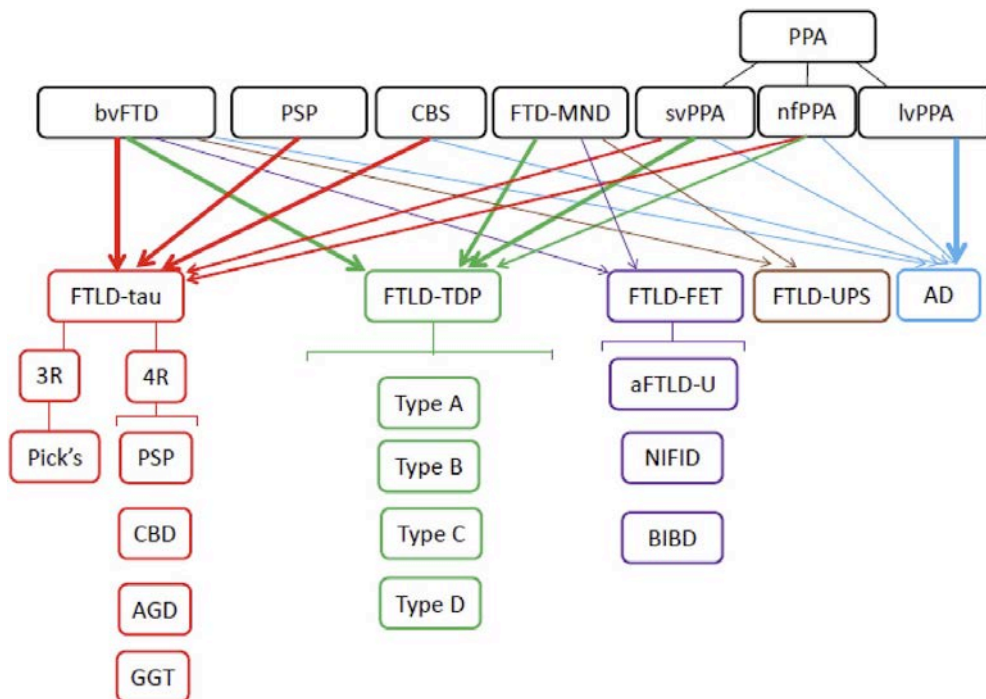 PPA
bvFTD
PSP
CBS
FTD-MND
svPPA
nfPPA
lvPPA
FTLD-tau
FTLD-TDP
FTLD-FET
FTLD-UPS
AD
3R
4R
aFTLD-U
Type A
Pick's
PSP
Type B
NIFID
CBD
Type C
BIBD
AGD
Type D
GGT